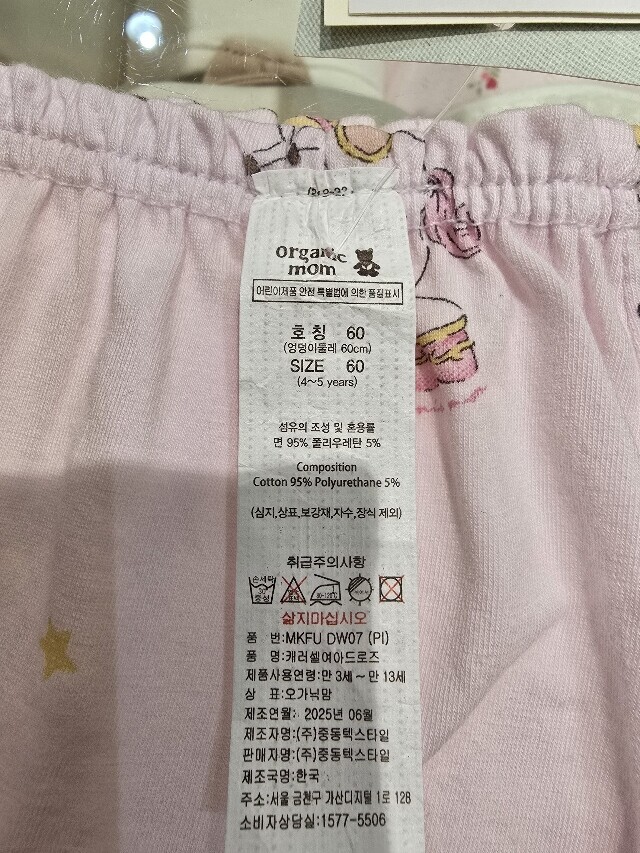 organic
mom
어린이제품 안전 특별법에 의한 품질표시
호 칭 60
(엉덩이둘레 60cm)
SIZE 60
(4~5 years)
섬유의 조성 및 혼용률
면 95% 폴리우레탄 5%
Composition
Cotton 95% Polyurethane 5%
(심지,상표,보강재,자수,장식 제외)
취급주의사항
손세탁
30°
중성
삶지마십시오
품 번:MKFU DW07 (PI)
품 명:캐러셀여아드로즈
제품사용연령:만 3세 ~ 만 13세
상 표:오가닉맘
제조연월: 2025년 06월
제조자명:(주)중동텍스타일
판매자명:(주)중동텍스타일
제조국명:한국
주소:서울 금천구 가산디지털 1로 128
소비자상담실:1577-5506